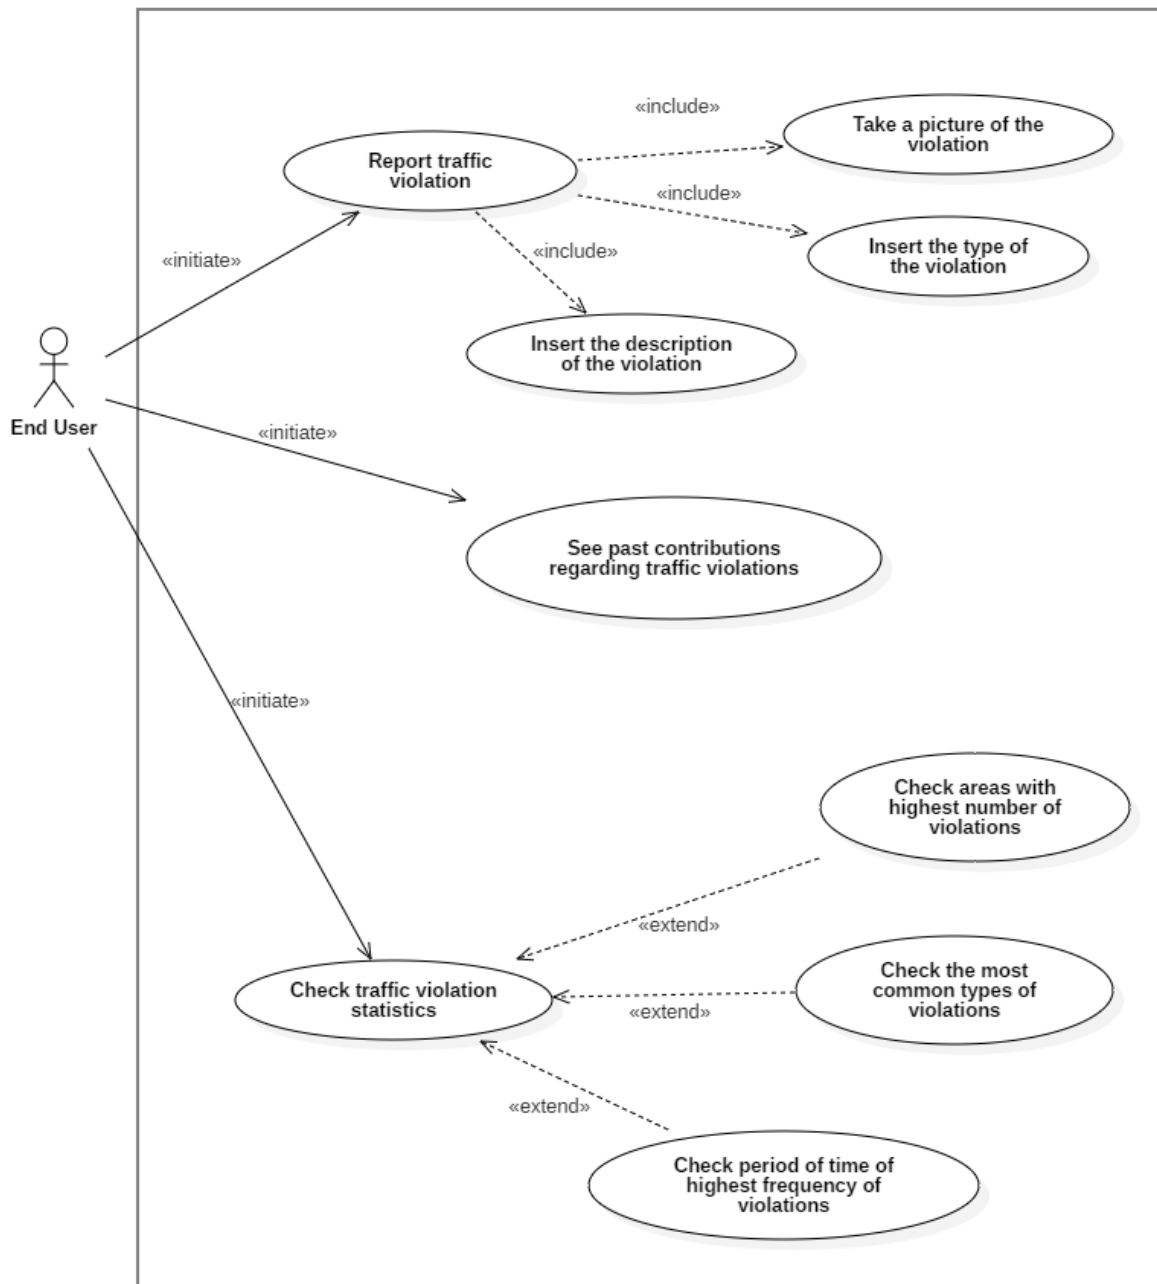 «include»
Take a picture of the
violation
Report traffic
violation
«include»
Insert the type of
the violation
«initiate»
«include»
Insert the description
of the violation
End User
«initiate»
See past contributions
regarding traffic violations
«initiate»
Check areas with
highest number of
violations
«extend»
Check traffic violation
statistics
Check the most
common types of
violations
«extend»
«extend»
Check period of time of
highest frequency of
violations